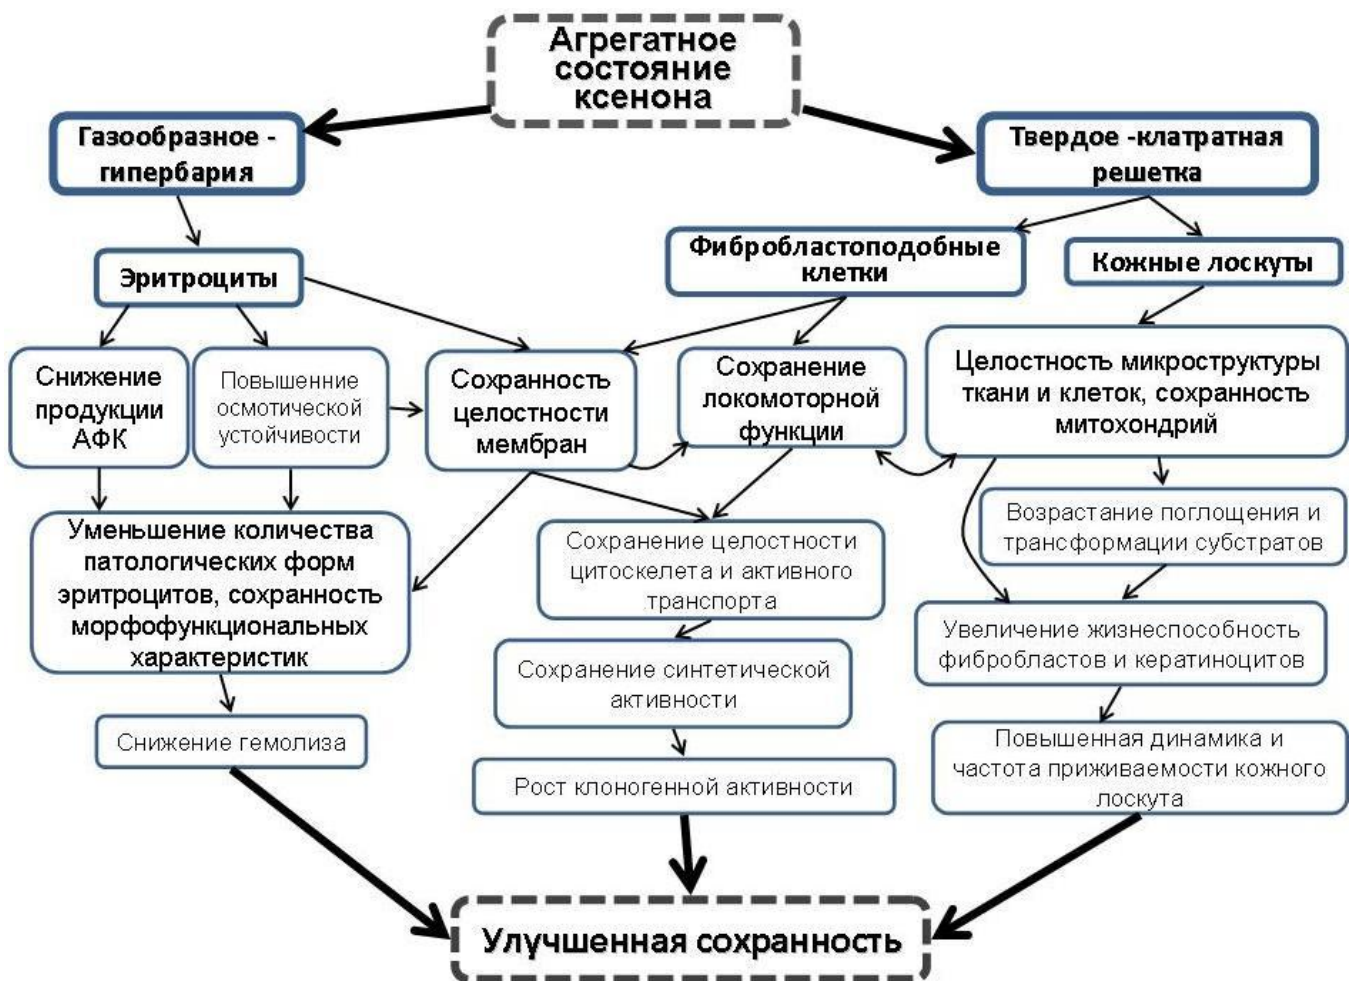 Агрегатное
состояние
ксенона
Газообразное -
гипербария
Твердое -клатратная
решетка
Эритроциты
Фибробластоподобные
клетки
Кожные лоскуты
Снижение
продукции
АФК
Повышенние
осмотической
устойчивости
Сохранность
целостности
мембран
Сохранение
локомоторной
функции
Целостность микроструктуры
ткани и клеток, сохранность
митохондрий
Уменьшение количества
патологических форм
эритроцитов, сохранность
морфофункциональных
характеристик
Сохранение целостности
цитоскелета и активного
транспорта
Возрастание поглощения и
трансформации субстратов
Увеличение жизнеспособность
фибробластов и кератиноцитов
Сохранение синтетической
активности
Снижение гемолиза
Рост клоногенной активности
Повышенная динамика и
частота приживаемости кожного
лоскута
Улучшенная сохранность